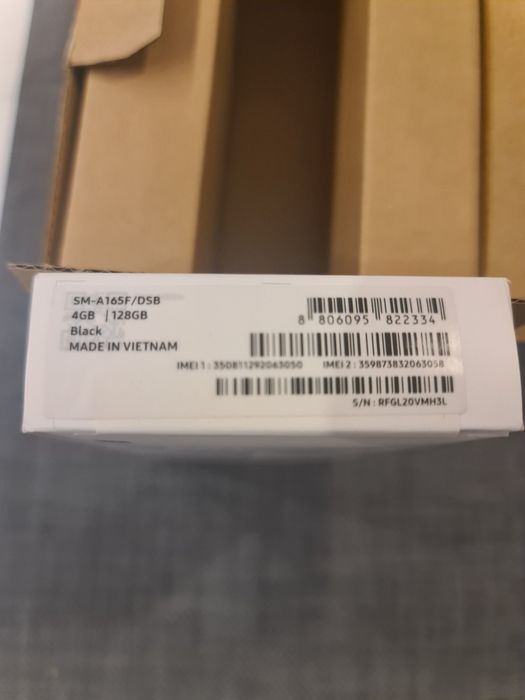 SM-A165F/DSB
4GB | 128GB
Black
MADE IN VIETNAM
8 806095 822334
IMEI 1 : 350811292063050 IMEI 2 : 359873832063058
S/N : RFGL20VMH3L